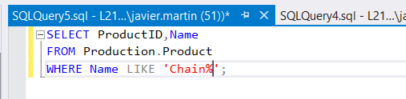 SQLQuery5.sql - L21...\javier.martin (51))* SQLQuery4.sql - L21...\ja
SELECT ProductID,Name
FROM Production.Product
WHERE Name LIKE 'Chain%';